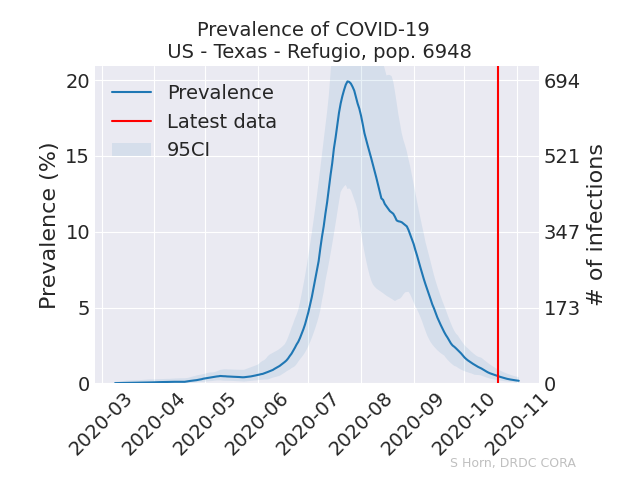 Prevalence of COVID-19
US - Texas - Refugio, pop. 6948
Prevalence
Latest data
95CI
Prevalence (%)
20
15
10
5
0
694
521
347
173
0
# of infections
2020-03
2020-04
2020-05
2020-06
2020-07
2020-08
2020-09
2020-10
2020-11
S Horn, DRDC CORA